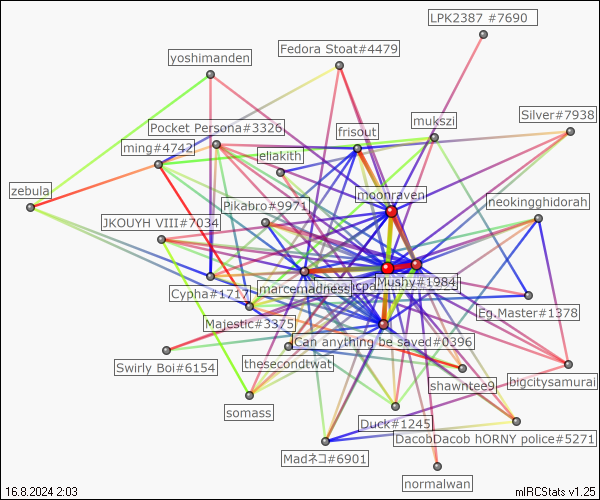 LPK2387 #7690
Fedora Stoat#4479
yoshimanden
Silver#7938
mukszi
Pocket Persona#3326
frisout
ming#4742
eliakith
zebula
moonraven
neokingghidorah
Pikabro#9971
JKOUYH VIII#7034
Mushy#1984
marcemadness
Cypha#1717
Eg.Master#1378
Majestic#3375
Can anything be saved#0396
thesecondtwat
Swirly Boi#6154
shawntee9
bigcitysamurai
somass
Duck#1245
DacobDacob hORNY police#5271
Madネコ#6901
normalwan
16.8.2024 2:03
mIRCStats v1.25